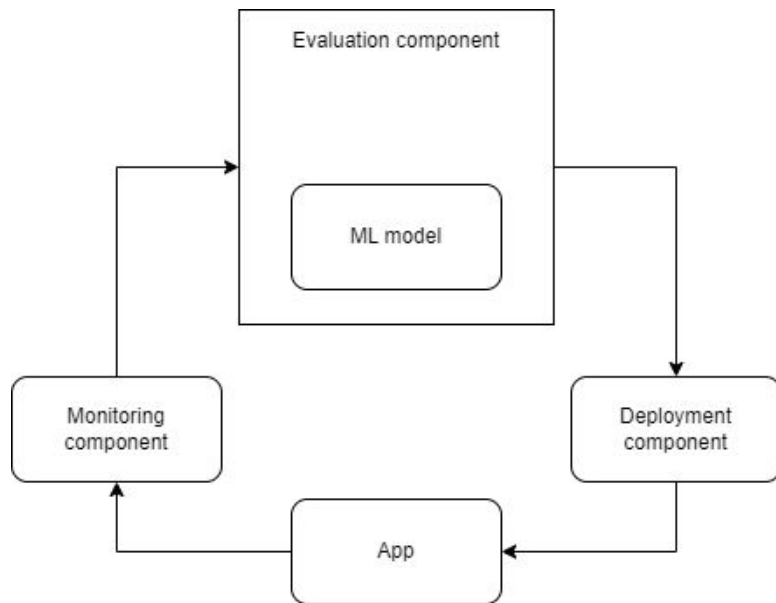 Evaluation component
ML model
Monitoring
component
Deployment
component
App